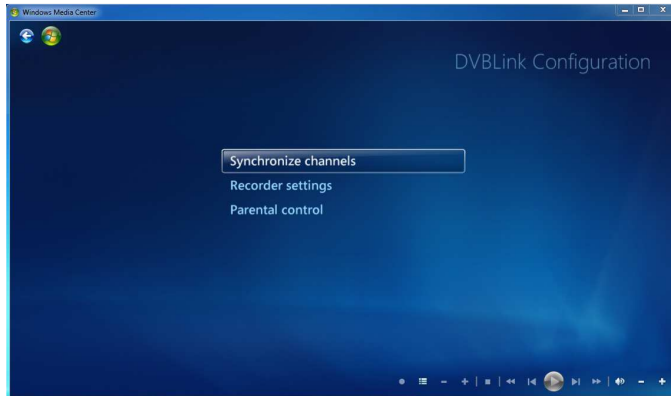 Windows Media Center
DVBLink Configuration
Synchronize channels
Recorder settings
Parental control